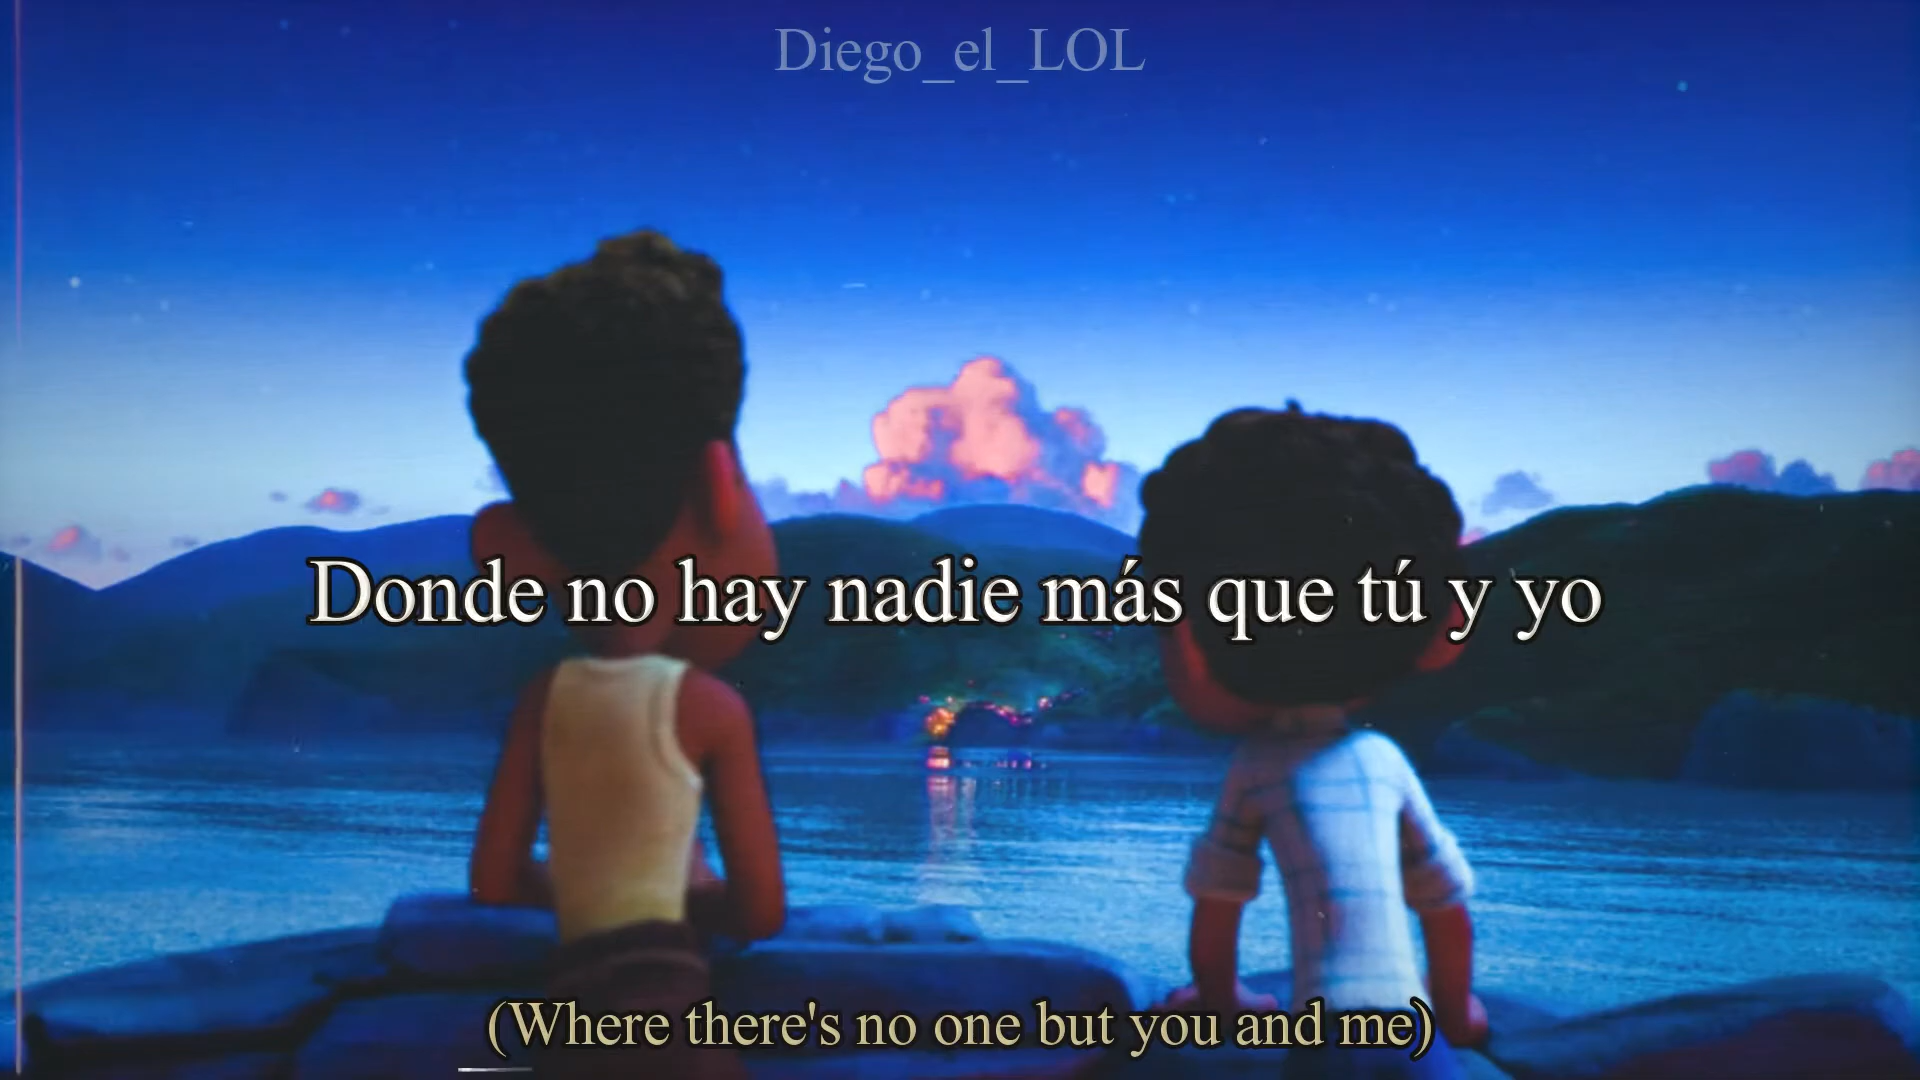 Diego_el_LOL
Donde no hay nadie más que tú y yo
(Where there's no one but you and me)